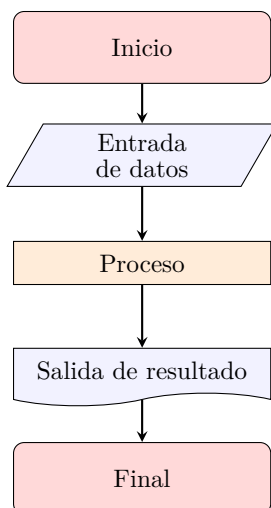 Inicio
Entrada
de datos
Proceso
Salida de resultado
Final